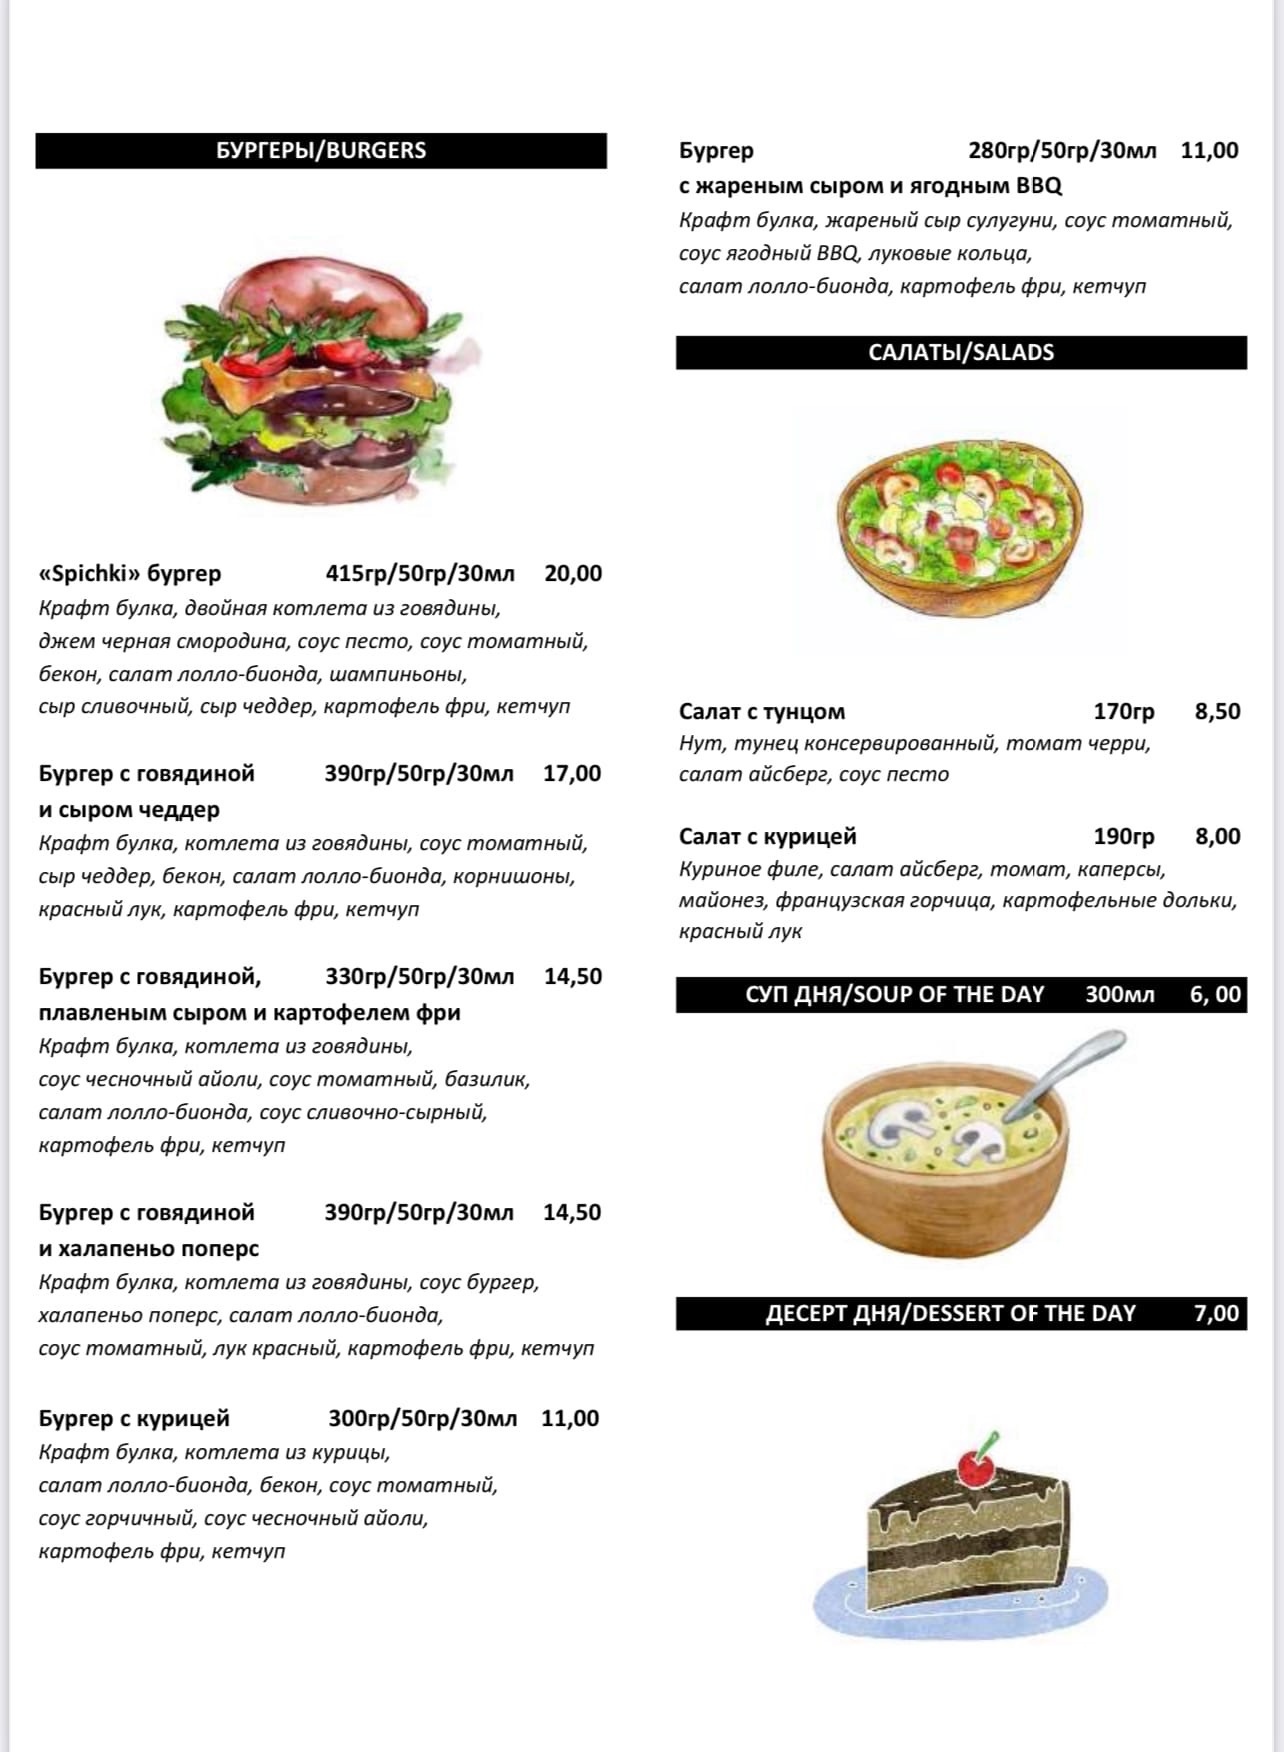 БУРГЕРЫ/BURGERS
«Spichki» бургер 415гр/50гр/30мл 20,00
Крафт булка, двойная котлета из говядины,
джем черная смородина, соус песто, соус томатный,
бекон, салат лолло-бионда, шампиньоны,
сыр сливочный, сыр чеддер, картофель фри, кетчуп
Бургер с говядиной 390гр/50гр/30мл 17,00
и сыром чеддер
Крафт булка, котлета из говядины, соус томатный,
сыр чеддер, бекон, салат лолло-бионда, корнишоны,
красный лук, картофель фри, кетчуп
Бургер с говядиной, 330гр/50гр/30мл 14,50
плавленым сыром и картофелем фри
Крафт булка, котлета из говядины,
соус чесночный айоли, соус томатный, базилик,
салат лолло-бионда, соус сливочно-сырный,
картофель фри, кетчуп
Бургер с говядиной 390гр/50гр/30мл 14,50
и халапеньо поперс
Крафт булка, котлета из говядины, соус бургер,
халапеньо поперс, салат лолло-бионда,
соус томатный, лук красный, картофель фри, кетчуп
Бургер с курицей 300гр/50гр/30мл 11,00
Крафт булка, котлета из курицы,
салат лолло-бионда, бекон, соус томатный,
соус горчичный, соус чесночный айоли,
картофель фри, кетчуп
Бургер 280гр/50гр/30мл 11,00
с жареным сыром и ягодным BBQ
Крафт булка, жареный сыр сулугуни, соус томатный,
соус ягодный BBQ, луковые кольца,
салат лолло-бионда, картофель фри, кетчуп
САЛАТЫ/SALADS
Салат с тунцом 170гр 8,50
Нут, тунец консервированный, томат черри,
салат айсберг, соус песто
Салат с курицей 190гр 8,00
Куриное филе, салат айсберг, томат, каперсы,
майонез, французская горчица, картофельные дольки,
красный лук
СУП ДНЯ/SOUP OF THE DAY 300мл 6, 00
ДЕСЕРТ ДНЯ/DESSERT OF THE DAY 7,00